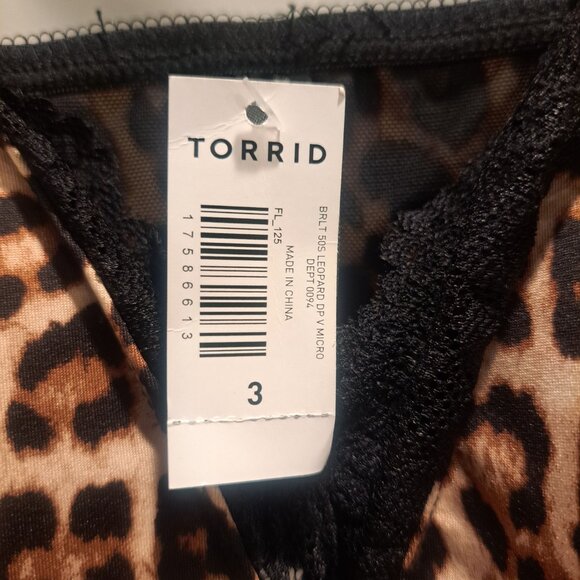 TORRID
BRLT 50S LEOPARD DP V MICRO
DEPT 0094
MADE IN CHINA
FL_125
17586613
3